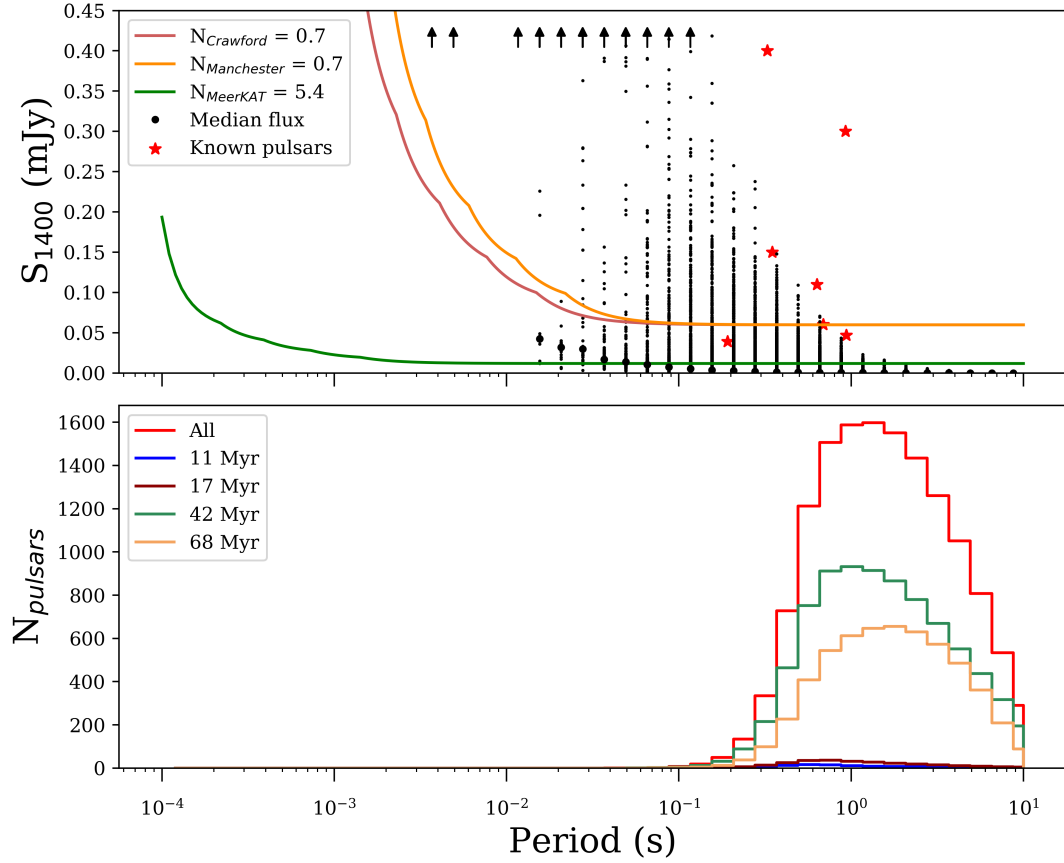 0.45
0.40
0.35
0.30
0.25
0.20
0.15
0.10
0.05
0.00
S1400 (mJy)
NCrawford = 0.7
NManchester = 0.7
NMeerKAT = 5.4
Median flux
Known pulsars
1600
1400
1200
1000
800
600
400
200
0
Npulsars
All
11 Myr
17 Myr
42 Myr
68 Myr
10−4 10−3 10−2 10−1 100 101
Period (s)